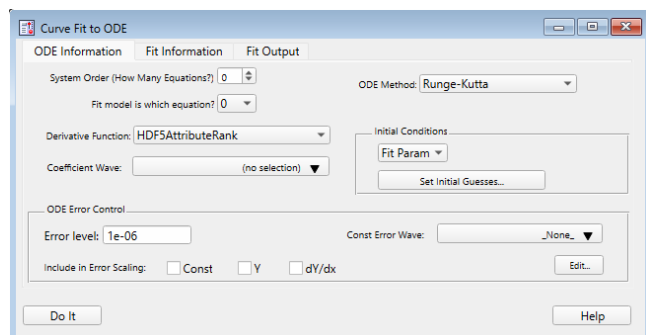 Curve Fit to ODE
ODE Information Fit Information Fit Output
System Order (How Many Equations?) 0
ODE Method: Runge-Kutta
Fit model is which equation? 0
Derivative Function: HDF5AttributeRank
Initial Conditions
Fit Param
Coefficient Wave: (no selection)
Set Initial Guesses...
ODE Error Control
Error level: 1e-06
Const Error Wave: _None_
Include in Error Scaling: Const Y dY/dx
Edit...
Do It
Help